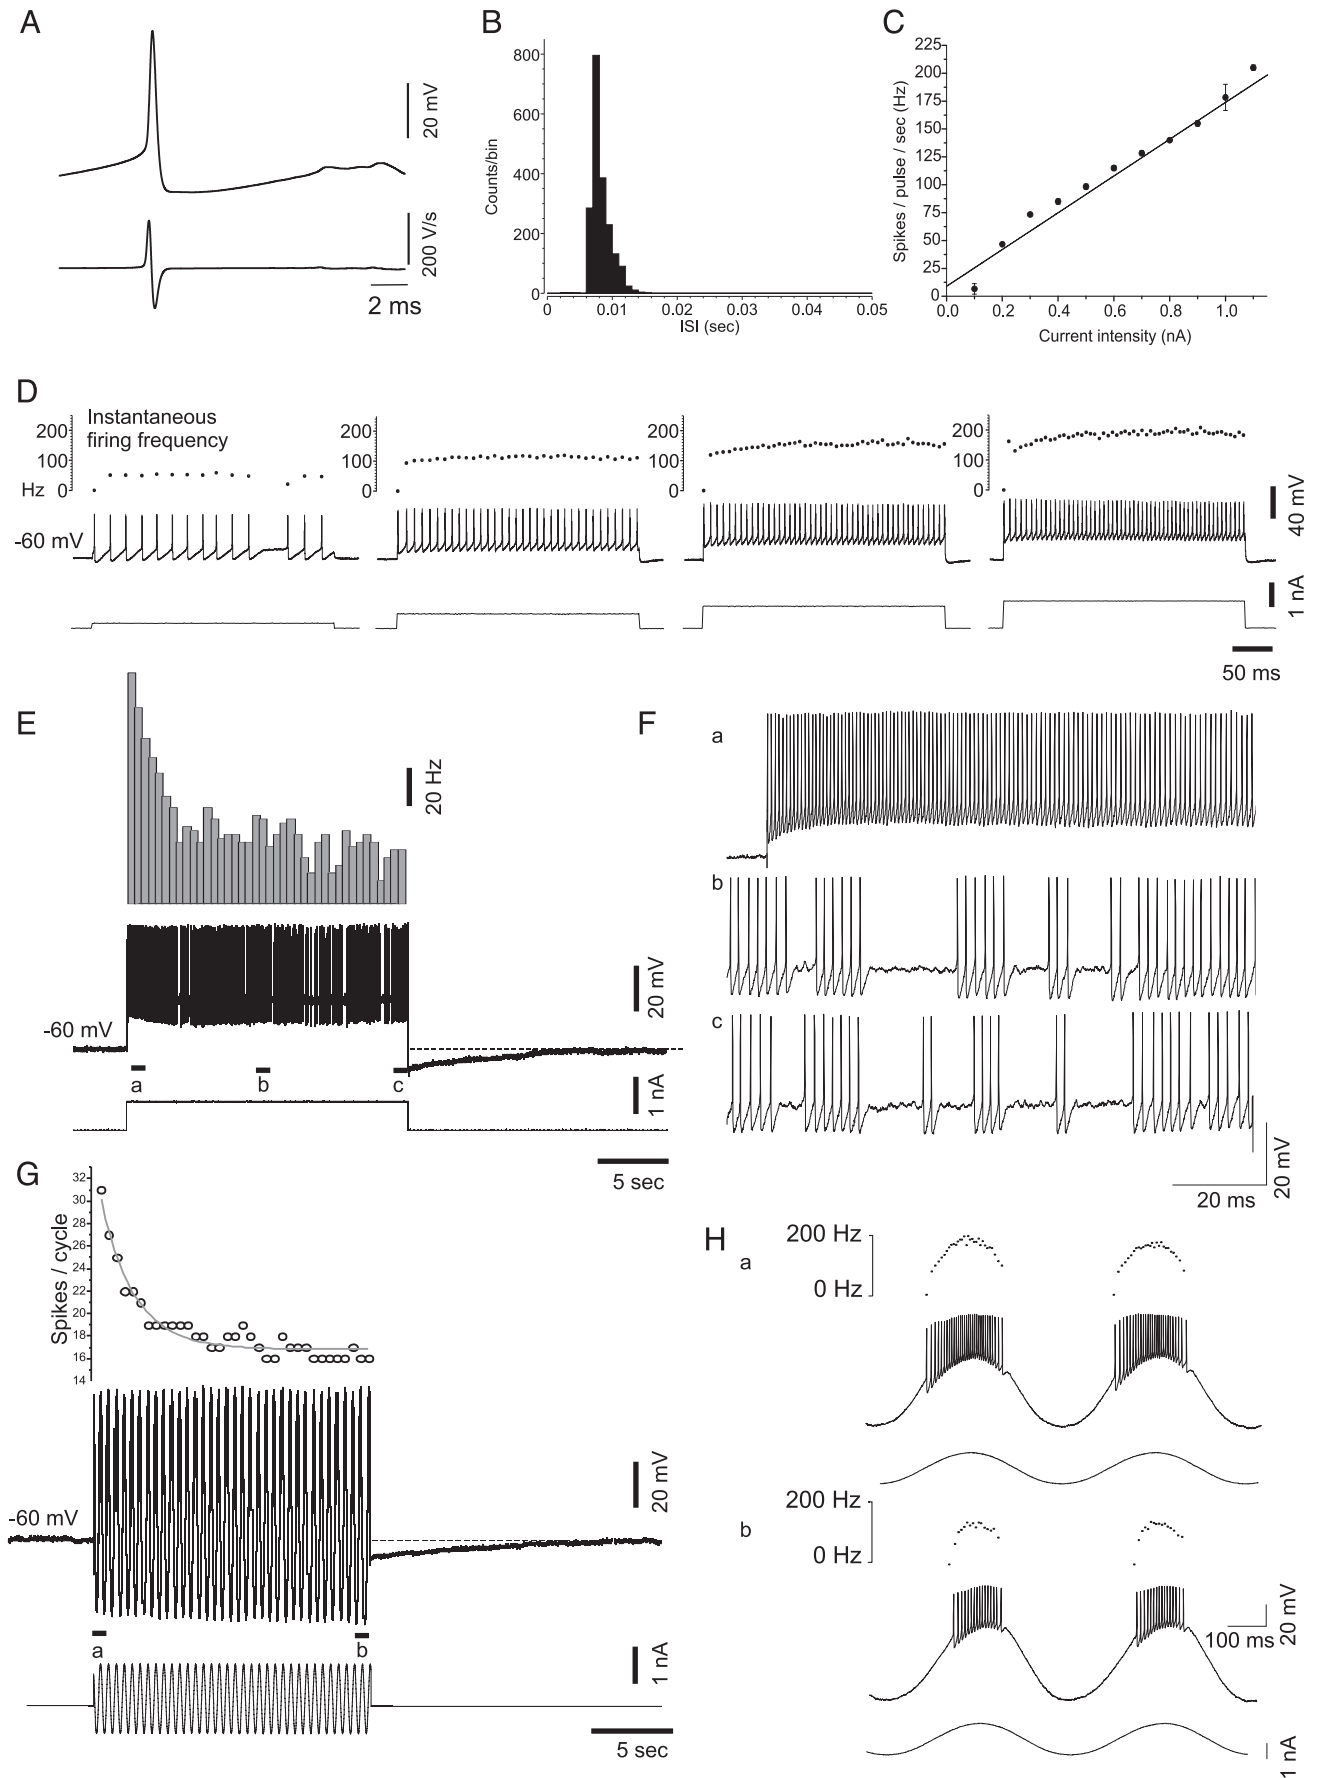 A
20 mV
200 V/s
2 ms
B
Counts/bin
800
600
400
200
0
0 0.01 0.02 0.03 0.04 0.05
ISI (sec)
C
Spikes / pulse / sec (Hz)
225
200
175
150
125
100
75
50
25
0
0.0 0.2 0.4 0.6 0.8 1.0
Current intensity (nA)
D
Instantaneous
firing frequency
200 200 200 200
100 100 100 100
Hz 0 0 0 0
-60 mV
40 mV
1 nA
50 ms
E
20 Hz
20 mV
-60 mV
a b c
1 nA
5 sec
F
a
b
c
20 mV
20 ms
G
Spikes / cycle
32
30
28
26
24
22
20
18
16
14
20 mV
-60 mV
a b
1 nA
5 sec
H
a
200 Hz
0 Hz
200 Hz
b
0 Hz
20 mV
100 ms
1 nA